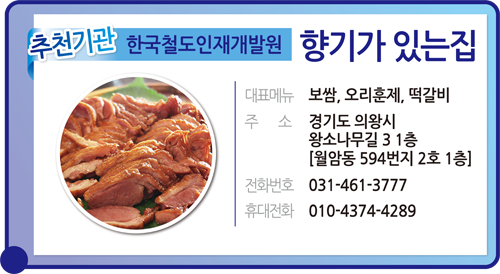 추천기관 한국철도인재개발원 향기가 있는집
대표메뉴 보쌈, 오리훈제, 떡갈비
주 소 경기도 의왕시
왕소나무길 3 1층
[월암동 594번지 2호 1층]
전화번호 031-461-3777
휴대전화 010-4374-4289